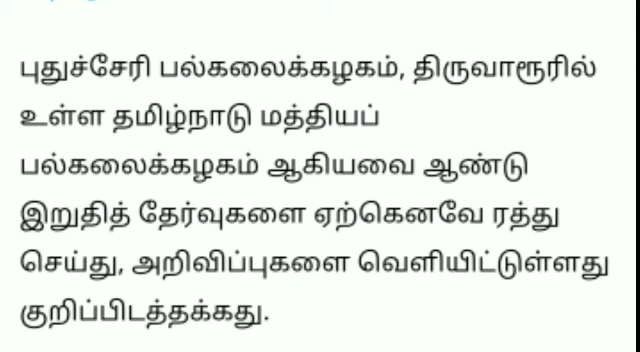 புதுச்சேரி பல்கலைக்கழகம், திருவாரூரில்
உள்ள தமிழ்நாடு மத்தியப்
பல்கலைக்கழகம் ஆகியவை ஆண்டு
இறுதித் தேர்வுகளை ஏற்கெனவே ரத்து
செய்து, அறிவிப்புகளை வெளியிட்டுள்ளது
குறிப்பிடத்தக்கது.